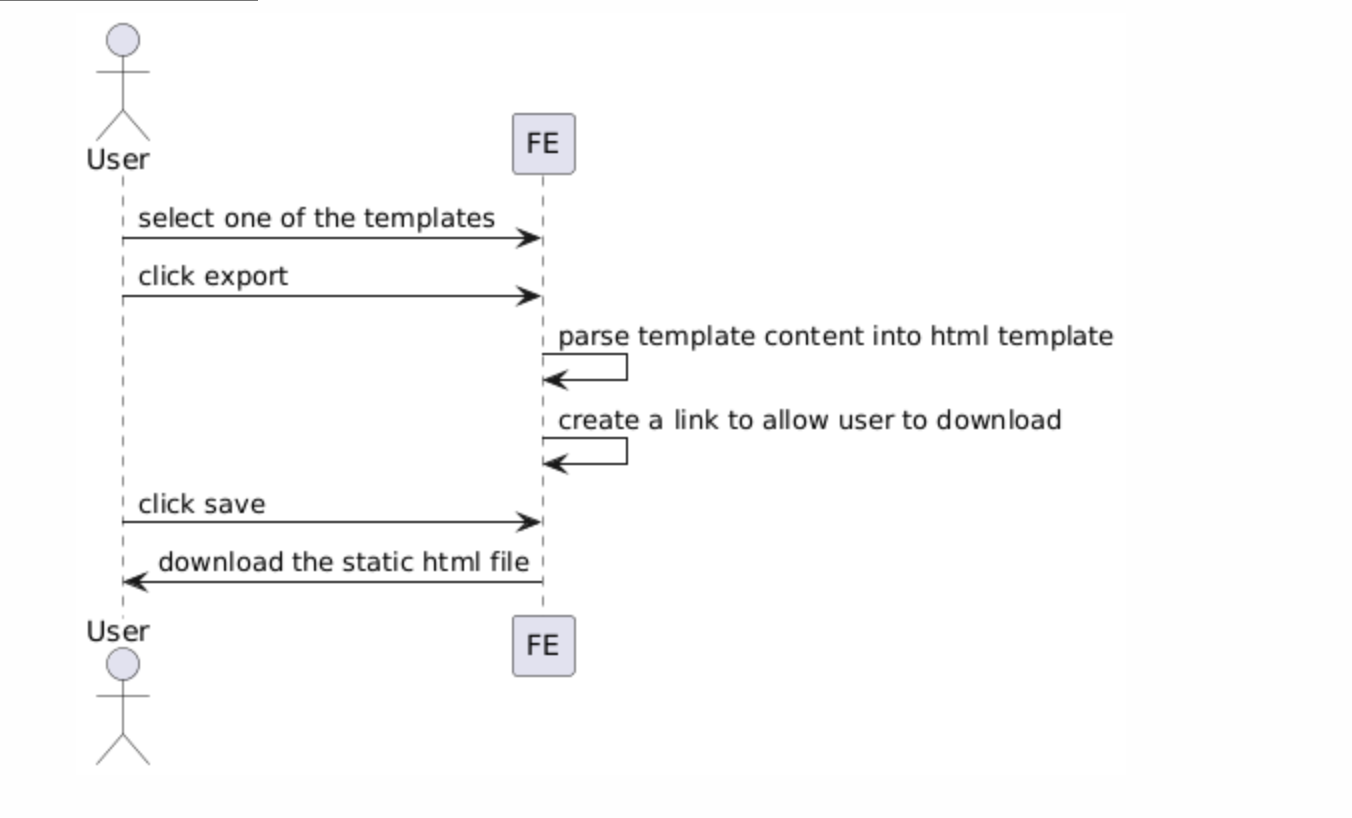 User
FE
select one of the templates
click export
parse template content into html template
create a link to allow user to download
click save
download the static html file
User
FE